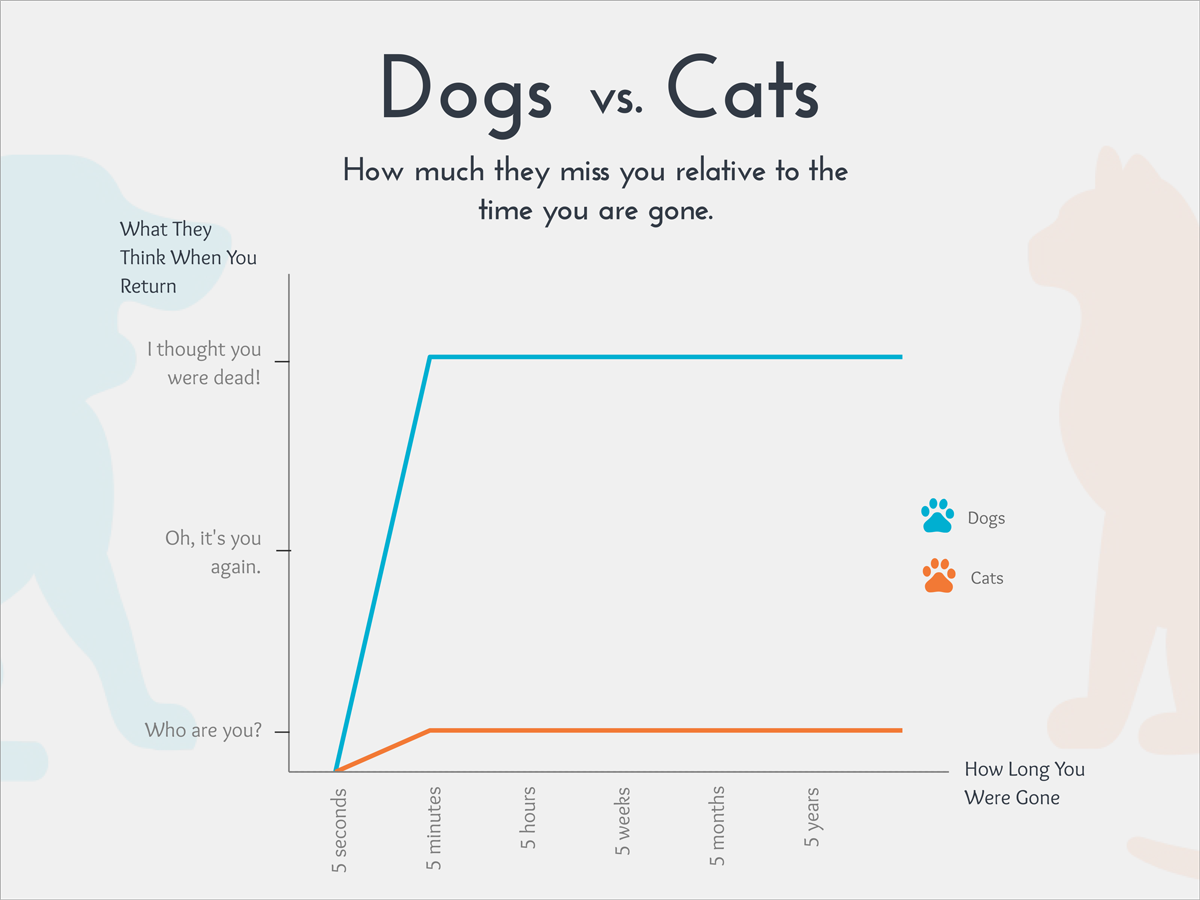 Dogs vs. Cats
How much they miss you relative to the
time you are gone.
What They
Think When You
Return
I thought you
were dead!
Oh, it's you
again.
Who are you?
Dogs
Cats
How Long You
Were Gone
5 seconds
5 minutes
5 hours
5 weeks
5 months
5 years